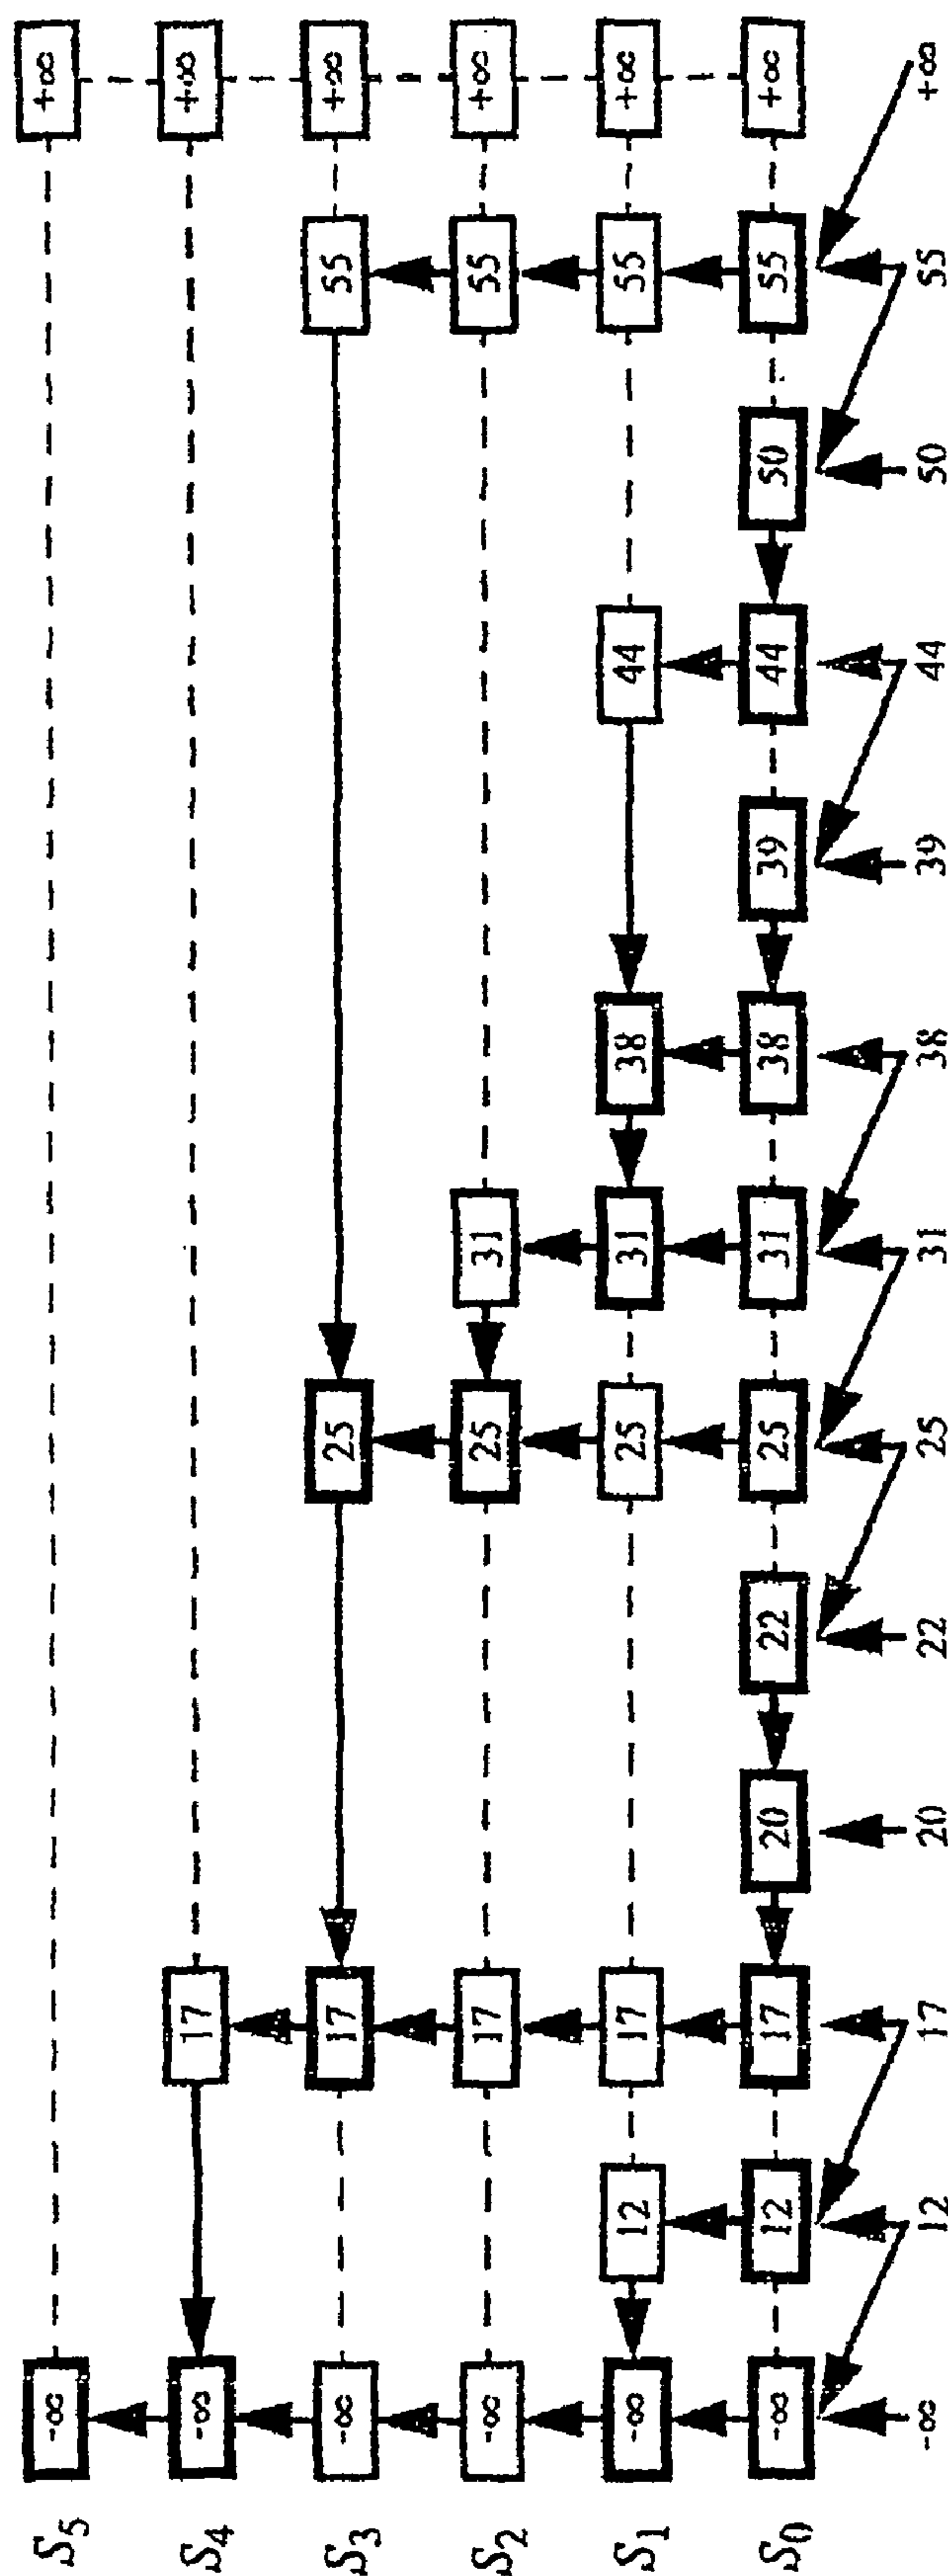 S5 -∞ +∞
S4 -∞ 17 +∞
S3 -∞ 17 25 55 +∞
S2 -∞ 17 25 31 55 +∞
S1 -∞ 12 17 25 31 38 44 55 +∞
S0 -∞ 12 17 20 22 25 31 38 39 44 50 55 +∞
-∞ 12 17 20 22 25 31 38 39 44 50 55 +∞